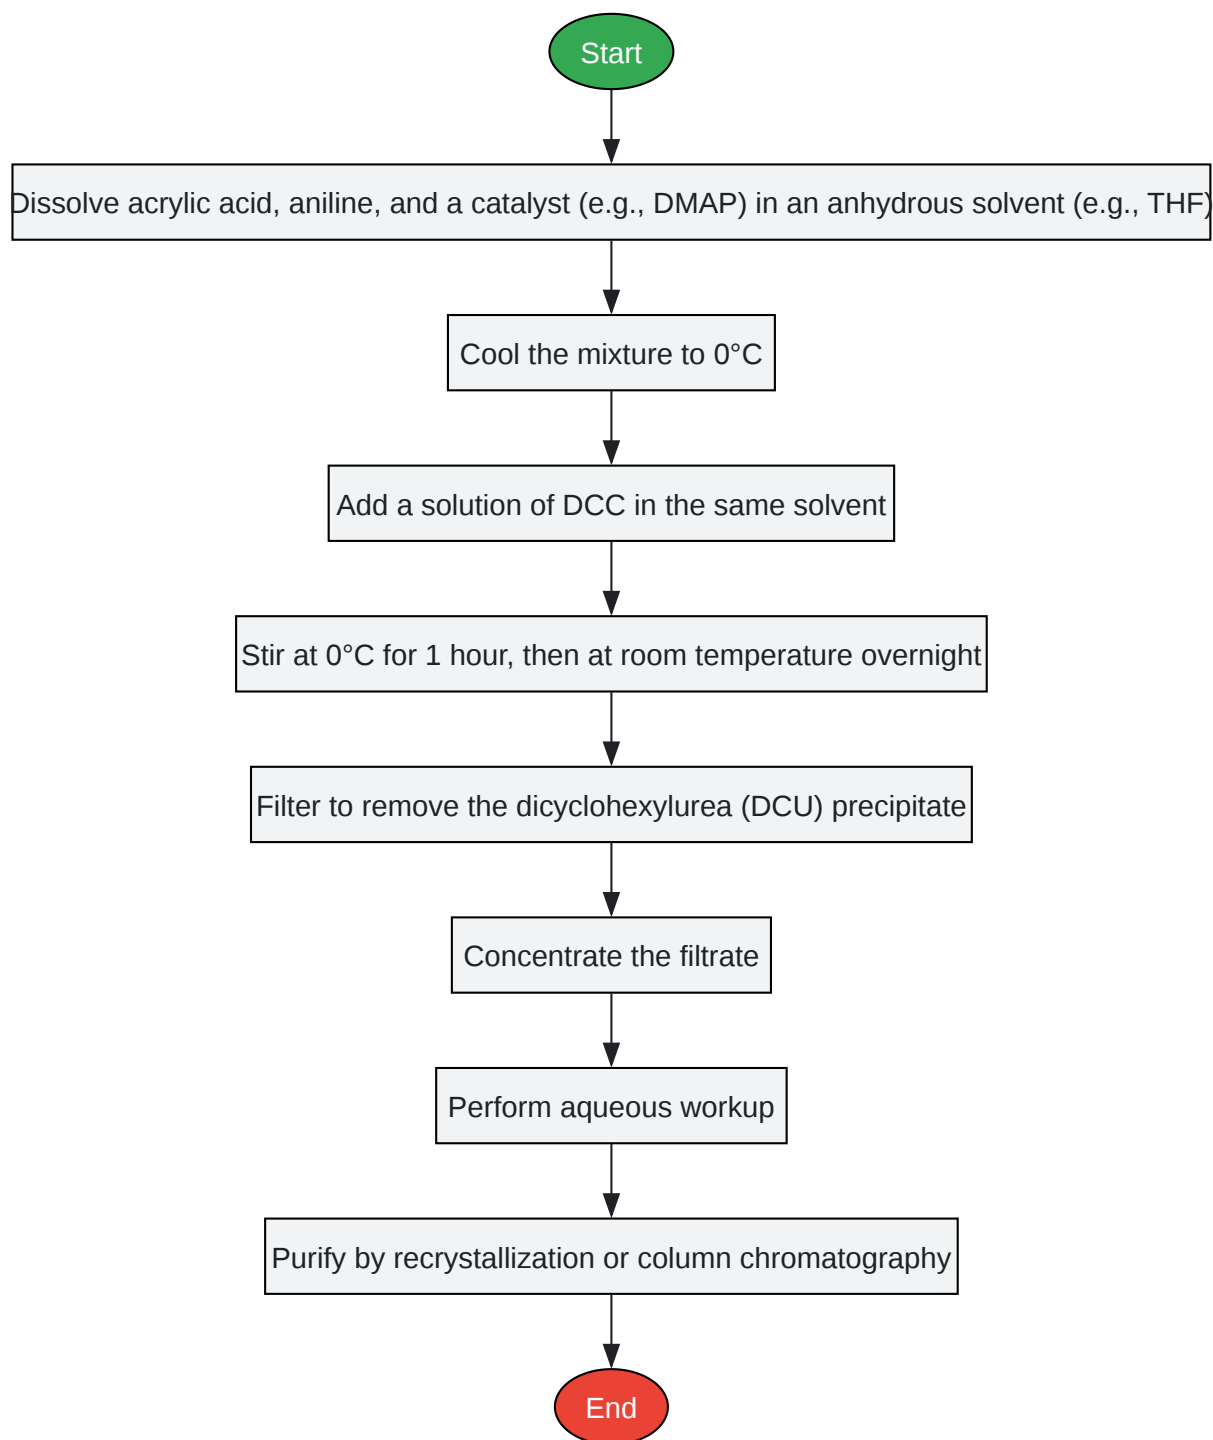 Start
Dissolve acrylic acid, aniline, and a catalyst (e.g., DMAP) in an anhydrous solvent (e.g., THF)
Cool the mixture to 0°C
Add a solution of DCC in the same solvent
Stir at 0°C for 1 hour, then at room temperature overnight
Filter to remove the dicyclohexylurea (DCU) precipitate
Concentrate the filtrate
Perform aqueous workup
Purify by recrystallization or column chromatography
End